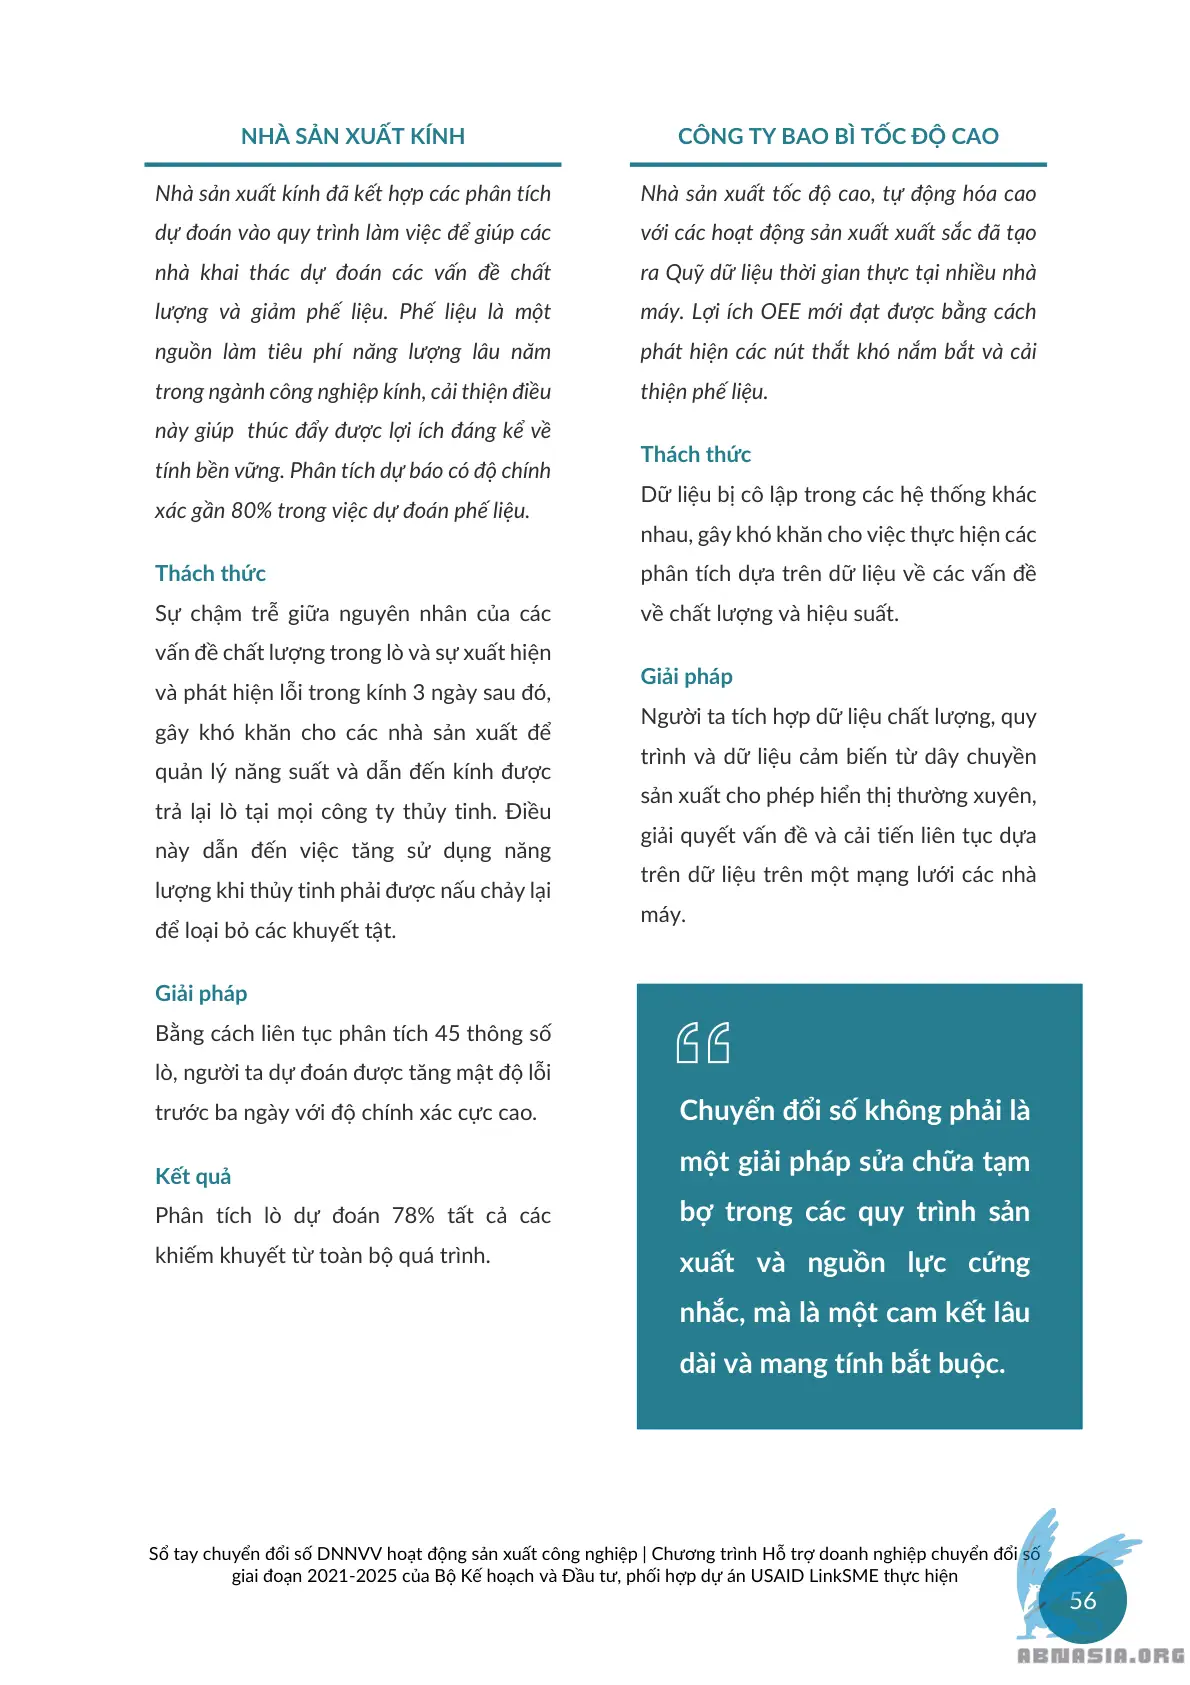 NHÀ SẢN XUẤT KÍNH
Nhà sản xuất kính đã kết hợp các phân tích
dự đoán vào quy trình làm việc để giúp các
nhà khai thác dự đoán các vấn đề chất
lượng và giảm phế liệu. Phế liệu là một
nguồn làm tiêu phí năng lượng lâu năm
trong ngành công nghiệp kính, cải thiện điều
này giúp thúc đẩy được lợi ích đáng kể về
tính bền vững. Phân tích dự báo có độ chính
xác gần 80% trong việc dự đoán phế liệu.
Thách thức
Sự chậm trễ giữa nguyên nhân của các
vấn đề chất lượng trong lò và sự xuất hiện
và phát hiện lỗi trong kính 3 ngày sau đó,
gây khó khăn cho các nhà sản xuất để
quản lý năng suất và dẫn đến kính được
trả lại lò tại mọi công ty thủy tinh. Điều
này dẫn đến việc tăng sử dụng năng
lượng khi thủy tinh phải được nấu chảy lại
để loại bỏ các khuyết tật.
Giải pháp
Bằng cách liên tục phân tích 45 thông số
lò, người ta dự đoán được tăng mật độ lỗi
trước ba ngày với độ chính xác cực cao.
Kết quả
Phân tích lò dự đoán 78% tất cả các
khiếm khuyết từ toàn bộ quá trình.
CÔNG TY BAO BÌ TỐC ĐỘ CAO
Nhà sản xuất tốc độ cao, tự động hóa cao
với các hoạt động sản xuất xuất sắc đã tạo
ra Quỹ dữ liệu thời gian thực tại nhiều nhà
máy. Lợi ích OEE mới đạt được bằng cách
phát hiện các nút thắt khó nắm bắt và cải
thiện phế liệu.
Thách thức
Dữ liệu bị cô lập trong các hệ thống khác
nhau, gây khó khăn cho việc thực hiện các
phân tích dựa trên dữ liệu về các vấn đề
về chất lượng và hiệu suất.
Giải pháp
Người ta tích hợp dữ liệu chất lượng, quy
trình và dữ liệu cảm biến từ dây chuyền
sản xuất cho phép hiển thị thường xuyên,
giải quyết vấn đề và cải tiến liên tục dựa
trên dữ liệu trên một mạng lưới các nhà
máy.
Chuyển đổi số không phải là
một giải pháp sửa chữa tạm
bợ trong các quy trình sản
xuất và nguồn lực cứng
nhắc, mà là một cam kết lâu
dài và mang tính bắt buộc.
Sổ tay chuyển đổi số DNNVV hoạt động sản xuất công nghiệp | Chương trình Hỗ trợ doanh nghiệp chuyển đổi số
giai đoạn 2021-2025 của Bộ Kế hoạch và Đầu tư, phối hợp dự án USAID LinkSME thực hiện
56
ABNASIA.ORG